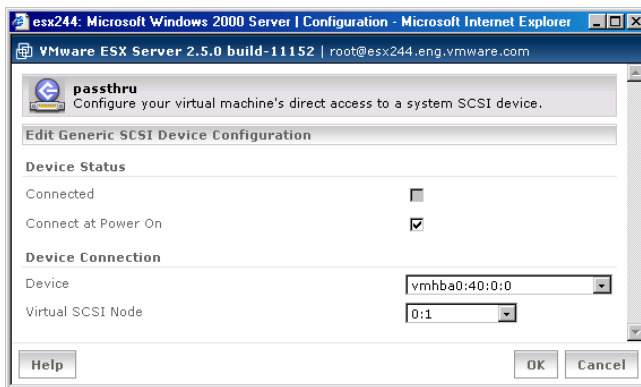 esx244: Microsoft Windows 2000 Server | Configuration - Microsoft Internet Explorer
VMware ESX Server 2.5.0 build-11152 | root@esx244.eng.vmware.com
passthru
Configure your virtual machine's direct access to a system SCSI device.
Edit Generic SCSI Device Configuration
Device Status
Connected
Connect at Power On
Device Connection
Device vmhba0:40:0:0
Virtual SCSI Node 0:1
Help OK Cancel